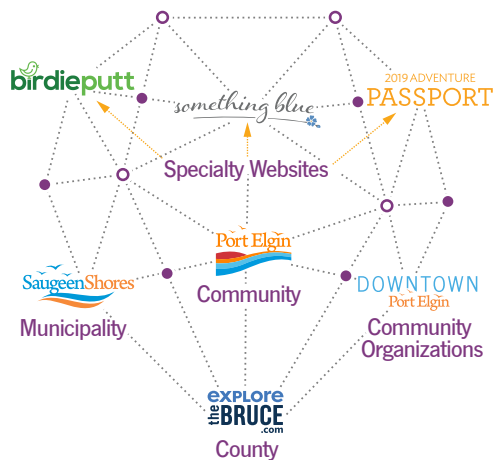 birdieputt
something blue
2019 ADVENTURE
PASSPORT
Specialty Websites
Port Elgin
Community
SaugeenShores
Municipality
DOWNTOWN
Port Elgin
Community
Organizations
explore
the BRUCE
.com
County